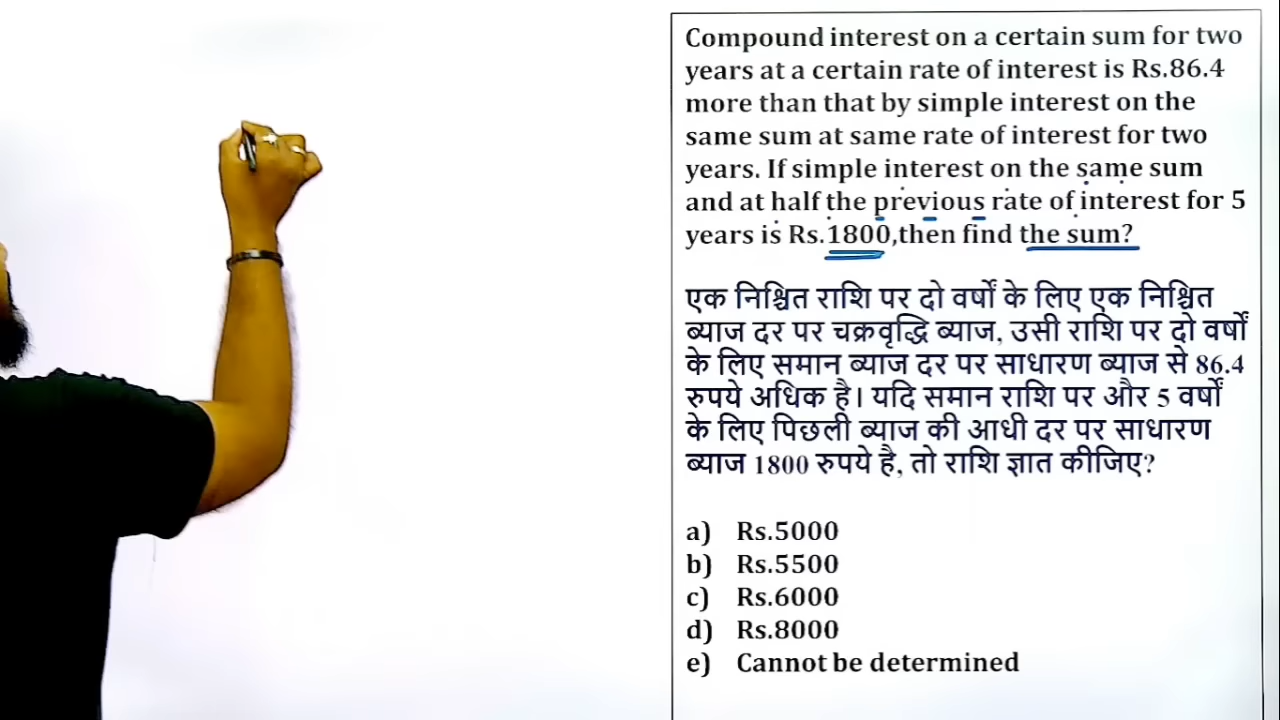 Compound interest on a certain sum for two
years at a certain rate of interest is Rs.86.4
more than that by simple interest on the
same sum at same rate of interest for two
years. If simple interest on the same sum
and at half the previous rate of interest for 5
years is Rs.1800,then find the sum?
एक निश्चित राशि पर दो वर्षों के लिए एक निश्चित
ब्याज दर पर चक्रवृद्धि ब्याज, उसी राशि पर दो वर्षों
के लिए समान ब्याज दर पर साधारण ब्याज से 86.4
रुपये अधिक है। यदि समान राशि पर और 5 वर्षों
के लिए पिछली ब्याज की आधी दर पर साधारण
ब्याज 1800 रुपये है, तो राशि ज्ञात कीजिए?
a) Rs.5000
b) Rs.5500
c) Rs.6000
d) Rs.8000
e) Cannot be determined